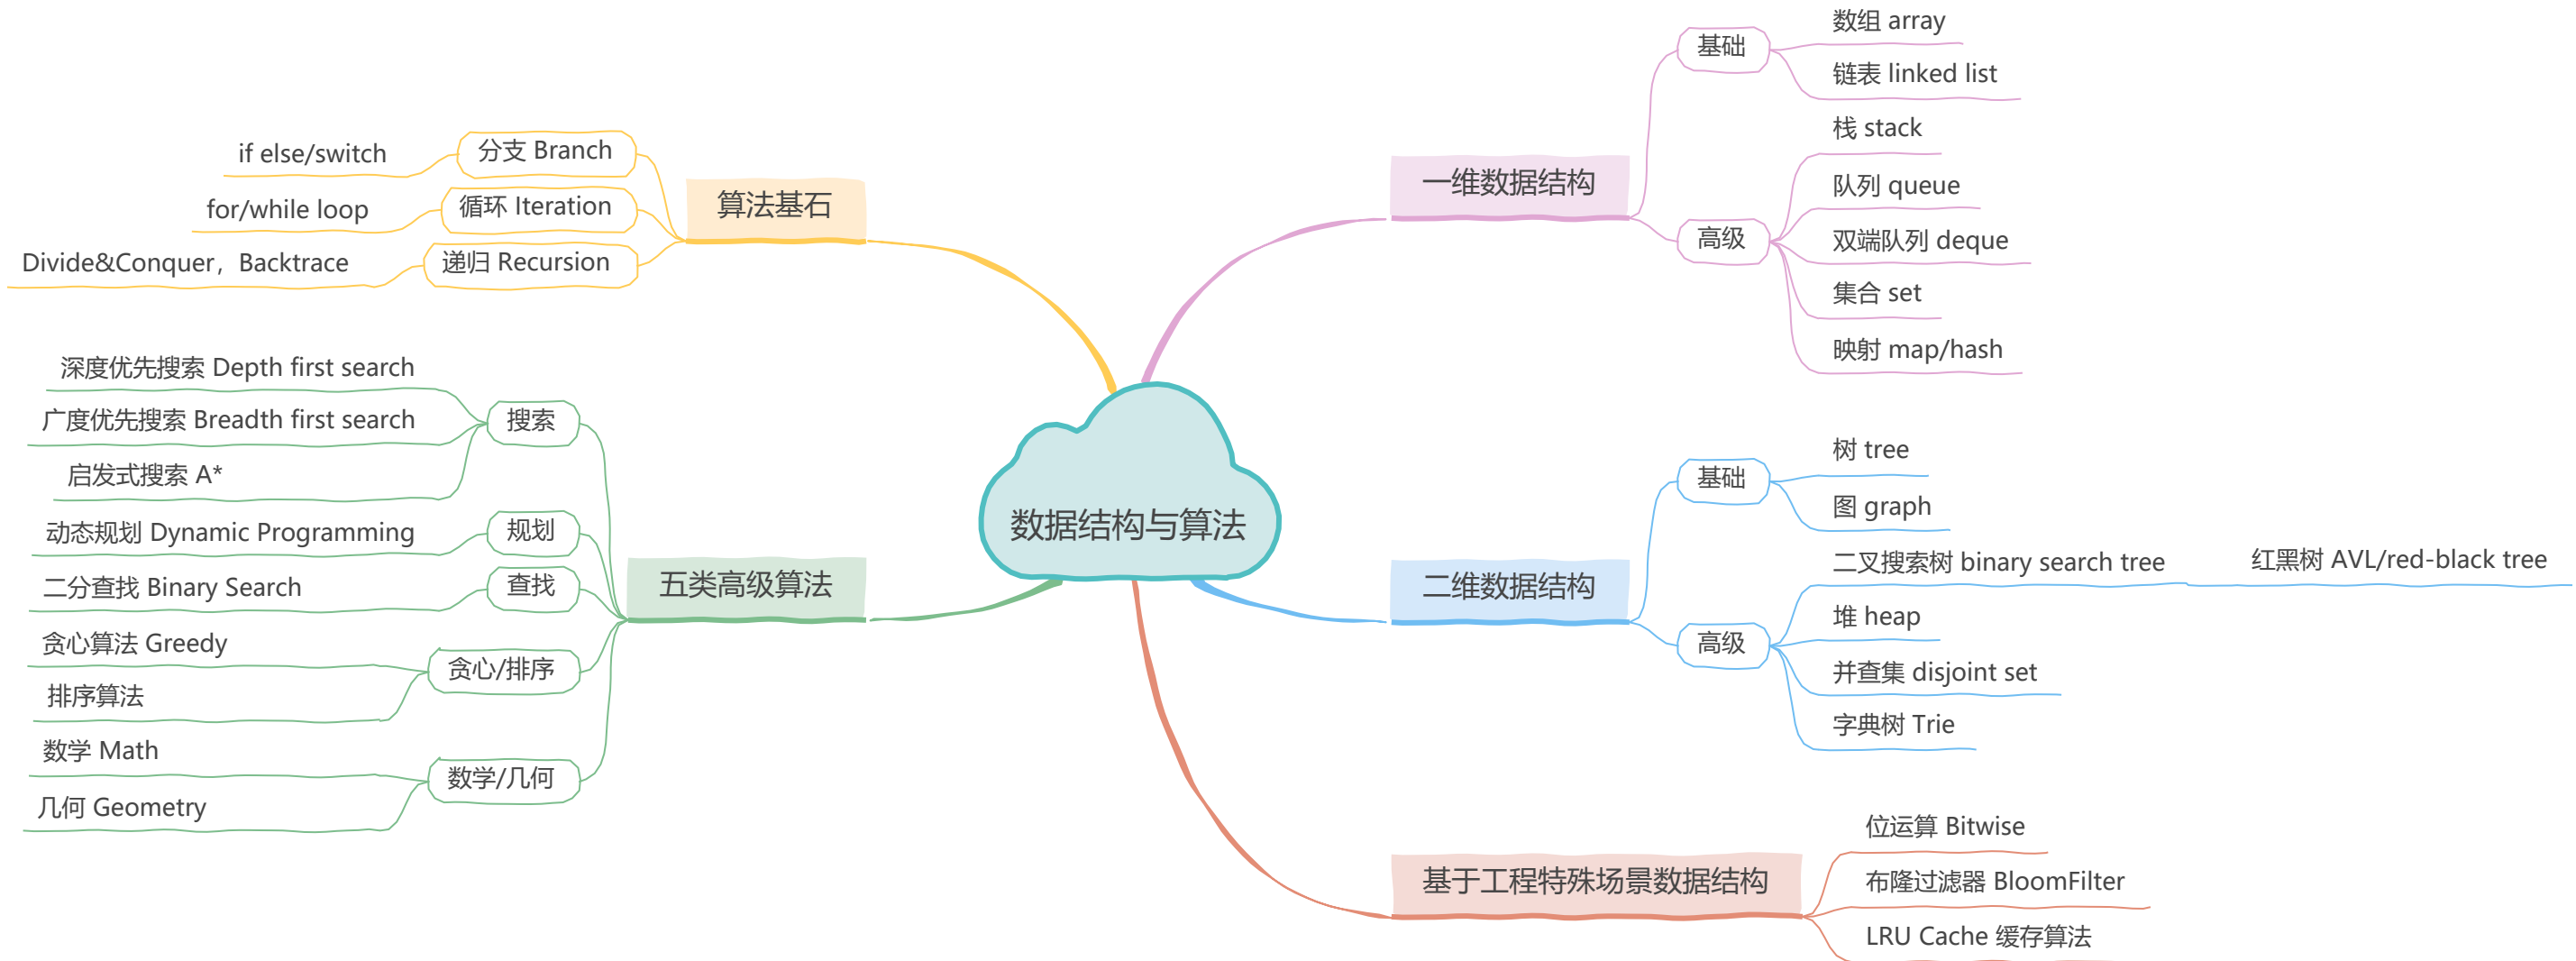 数据结构与算法
算法基石
分支 Branch
if else/switch
循环 Iteration
for/while loop
递归 Recursion
Divide&Conquer，Backtrace
五类高级算法
搜索
深度优先搜索 Depth first search
广度优先搜索 Breadth first search
启发式搜索 A*
规划
动态规划 Dynamic Programming
查找
二分查找 Binary Search
贪心/排序
贪心算法 Greedy
排序算法
数学/几何
数学 Math
几何 Geometry
一维数据结构
基础
数组 array
链表 linked list
高级
栈 stack
队列 queue
双端队列 deque
集合 set
映射 map/hash
二维数据结构
基础
树 tree
图 graph
高级
二叉搜索树 binary search tree
红黑树 AVL/red-black tree
堆 heap
并查集 disjoint set
字典树 Trie
基于工程特殊场景数据结构
位运算 Bitwise
布隆过滤器 BloomFilter
LRU Cache 缓存算法